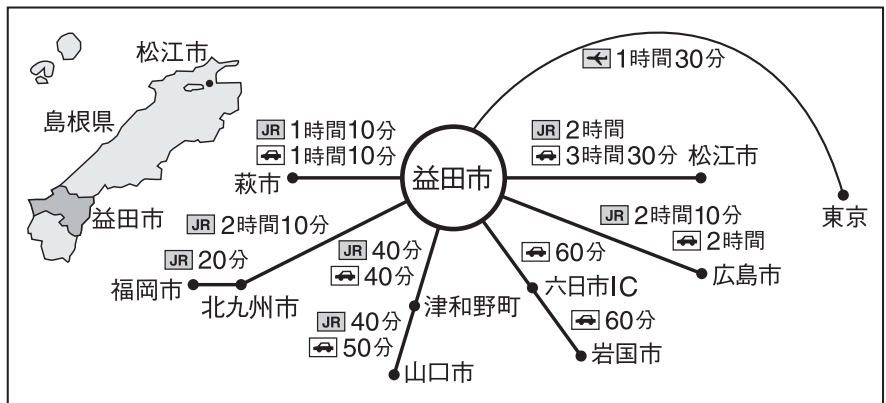 松江市
島根県
益田市
1時間30分
JR 1時間10分
1時間10分
萩市
益田市
JR 2時間
3時間30分
松江市
東京
JR 2時間10分
JR 20分
福岡市
北九州市
JR 40分
40分
津和野町
JR 40分
50分
山口市
60分
六日市IC
60分
岩国市
JR 2時間10分
2時間
広島市